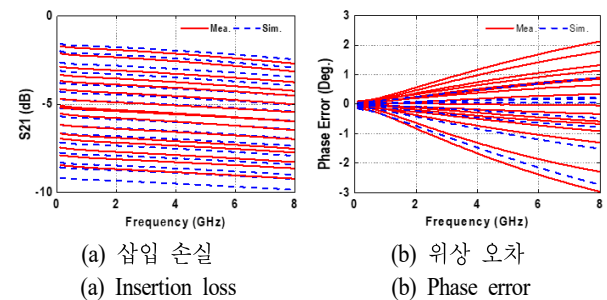 0
-5
-10
S21 (dB)
Mea. Sim.
0 2 4 6 8
Frequency (GHz)
3
2
1
0
-1
-2
-3
Phase Error (Deg.)
Mea. Sim.
0 2 4 6 8
Frequency (GHz)
(a) 삽입 손실
(a) Insertion loss
(b) 위상 오차
(b) Phase error